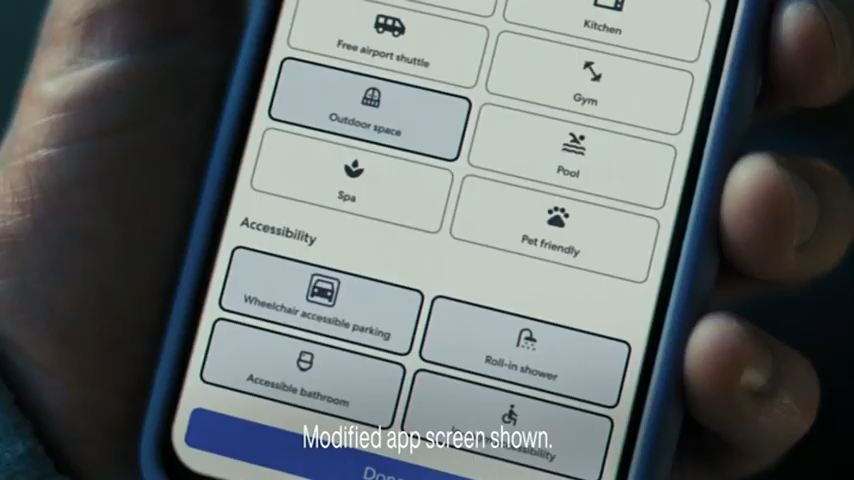 Kitchen
Free airport shuttle
Gym
Outdoor space
Pool
Spa
Pet friendly
Accessibility
Wheelchair accessible parking
Roll-in shower
Accessible bathroom
Modified app screen shown.